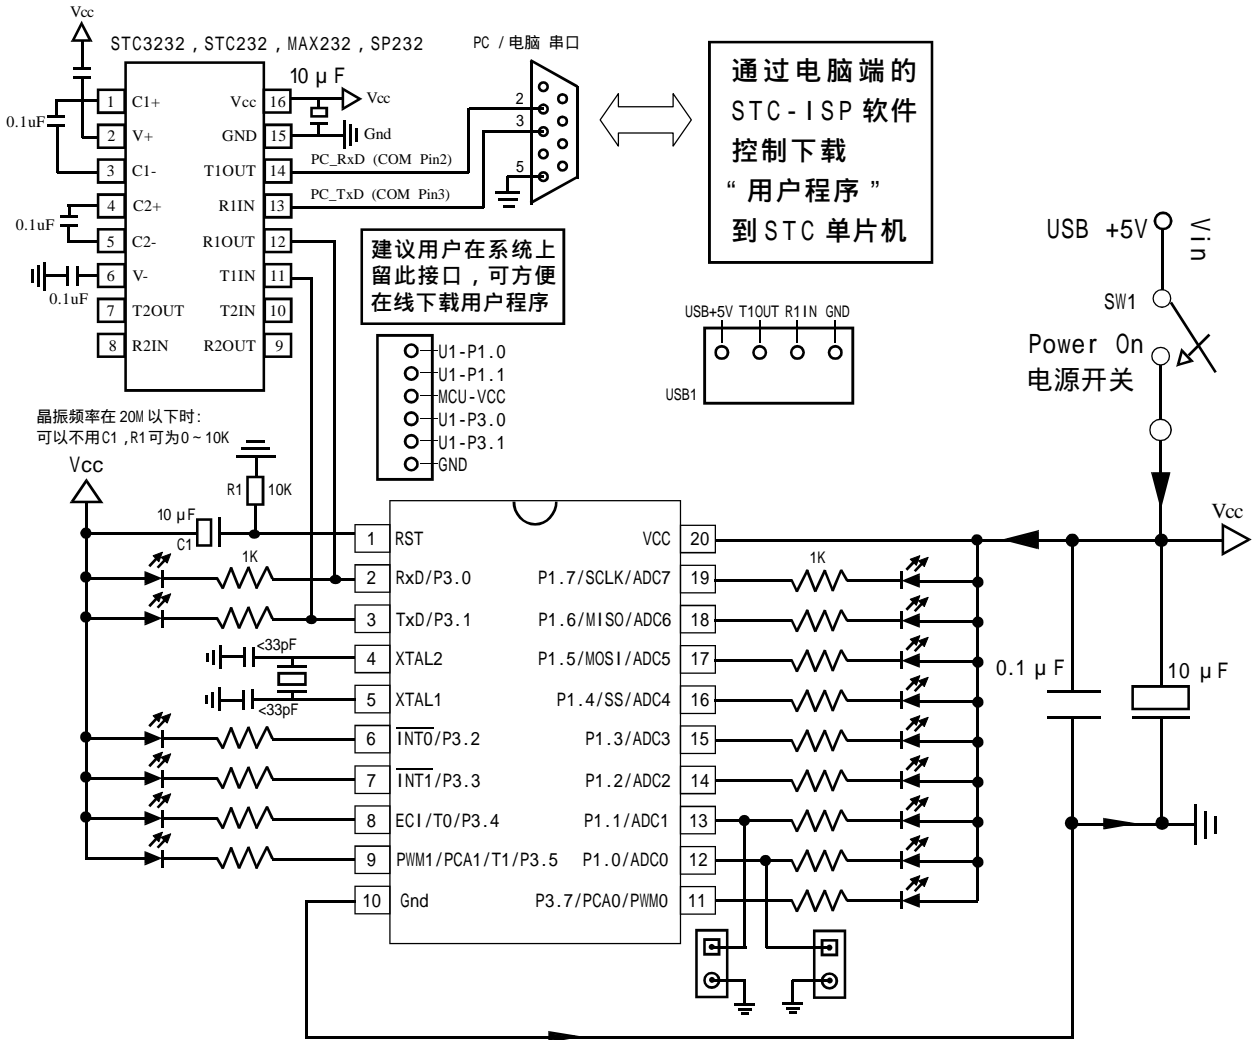 Vcc
STC3232 , STC232 , MAX232 , SP232
PC / 电脑 串口
10 μF
Vcc
Gnd
1 C1+ Vcc 16
2 V+ GND 15
3 C1- T1OUT 14
4 C2+ R1IN 13
5 C2- R1OUT 12
6 V- T1IN 11
7 T2OUT T2IN 10
8 R2IN R2OUT 9
0.1uF
0.1uF
0.1uF
PC_RxD (COM Pin2)
PC_TxD (COM Pin3)
2
3
5
通过电脑端的
STC-ISP 软件
控制下载
“用户程序”
到STC 单片机
建议用户在系统上
留此接口 , 可方便
在线下载用户程序
U1-P1.0
U1-P1.1
MCU-VCC
U1-P3.0
U1-P3.1
GND
USB+5V T1OUT R1IN GND
USB1
USB +5V
Vin
SW1
Power On
电源开关
Vcc
晶振频率在 20M 以下时:
可以不用C1 ,R1可为0~10K
Vcc
R1
10K
10 μF
C1
1K
<33pF
<33pF
1 RST VCC 20
2 RxD/P3.0 P1.7/SCLK/ADC7 19
3 TxD/P3.1 P1.6/MISO/ADC6 18
4 XTAL2 P1.5/MOSI/ADC5 17
5 XTAL1 P1.4/SS/ADC4 16
6 INT0/P3.2 P1.3/ADC3 15
7 INT1/P3.3 P1.2/ADC2 14
8 ECI/T0/P3.4 P1.1/ADC1 13
9 PWM1/PCA1/T1/P3.5 P1.0/ADC0 12
10 Gnd P3.7/PCA0/PWM0 11
1K
0.1 μF
10 μF